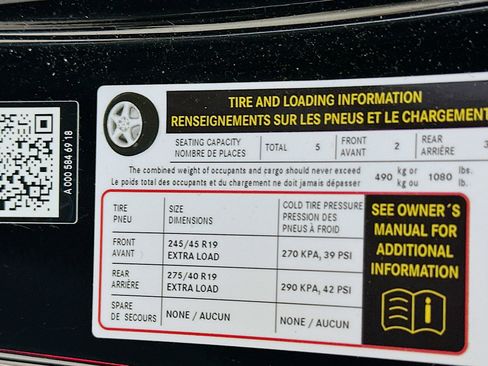 TIRE AND LOADING INFORMATION
RENSEIGNEMENTS SUR LES PNEUS ET LE CHARGEMENT
SEATING CAPACITY
NOMBRE DE PLACES
TOTAL 5
FRONT
AVANT
2
REAR
ARRIÈRE
3
The combined weight of occupants and cargo should never exceed
Le poids total des occupants et du chargement ne doit jamais dépasser
490 kg or
kg ou
1080 lbs.
lb.
TIRE
PNEU
SIZE
DIMENSIONS
COLD TIRE PRESSURE
PRESSION DES
PNEUS À FROID
FRONT
AVANT
245/45 R19
EXTRA LOAD
270 KPA, 39 PSI
REAR
ARRIÈRE
275/40 R19
EXTRA LOAD
290 KPA, 42 PSI
SPARE
DE SECOURS
NONE / AUCUN
NONE / AUCUN
SEE OWNER´S
MANUAL FOR
ADDITIONAL
INFORMATION
A 000 584 69 18